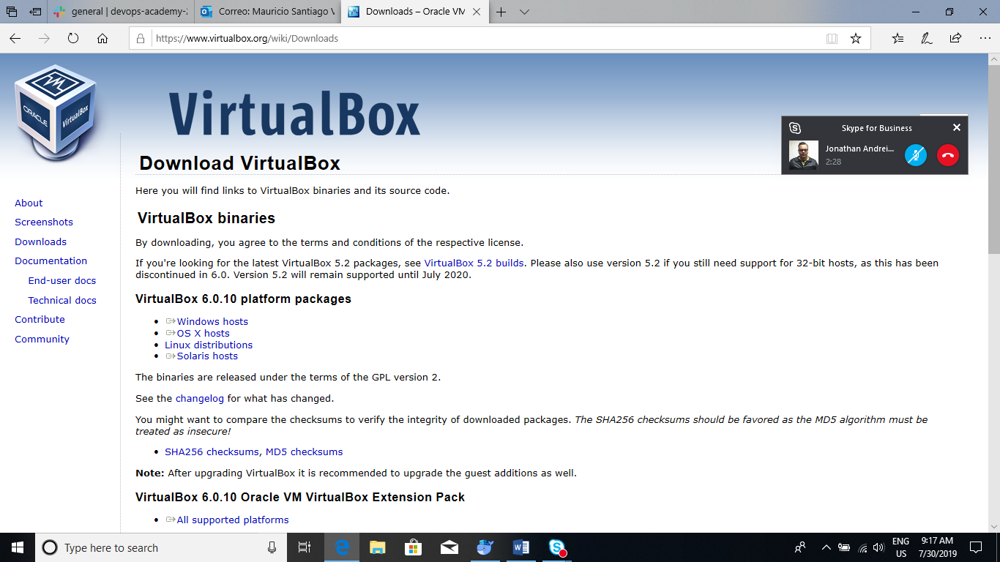 general | devops-academy-2
Correo: Mauricio Santiago V
Downloads – Oracle VM
https://www.virtualbox.org/wiki/Downloads
ORACLE
VirtualBox
VirtualBox
Skype for Business
Jonathan Andrei...
2:28
Download VirtualBox
Here you will find links to VirtualBox binaries and its source code.
About
Screenshots
Downloads
Documentation
End-user docs
Technical docs
Contribute
Community
VirtualBox binaries
By downloading, you agree to the terms and conditions of the respective license.
If you're looking for the latest VirtualBox 5.2 packages, see VirtualBox 5.2 builds. Please also use version 5.2 if you still need support for 32-bit hosts, as this has been
discontinued in 6.0. Version 5.2 will remain supported until July 2020.
VirtualBox 6.0.10 platform packages
Windows hosts
OS X hosts
Linux distributions
Solaris hosts
The binaries are released under the terms of the GPL version 2.
See the changelog for what has changed.
You might want to compare the checksums to verify the integrity of downloaded packages. The SHA256 checksums should be favored as the MD5 algorithm must be
treated as insecure!
SHA256 checksums, MD5 checksums
Note: After upgrading VirtualBox it is recommended to upgrade the guest additions as well.
VirtualBox 6.0.10 Oracle VM VirtualBox Extension Pack
All supported platforms
Type here to search
ENG
US
9:17 AM
7/30/2019